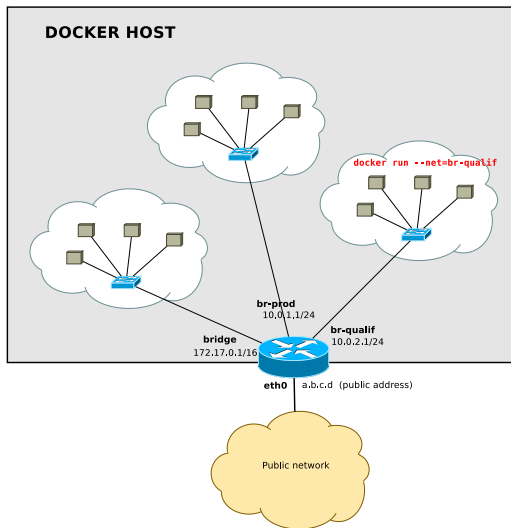 DOCKER HOST
docker run --net=br-qualif
br-prod
10.0.1.1/24
br-qualif
10.0.2.1/24
bridge
172.17.0.1/16
eth0 a.b.c.d (public address)
Public network